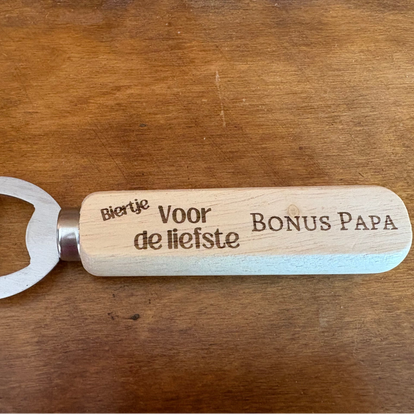 Biertje
Voor
de liefste
BONUS PAPA